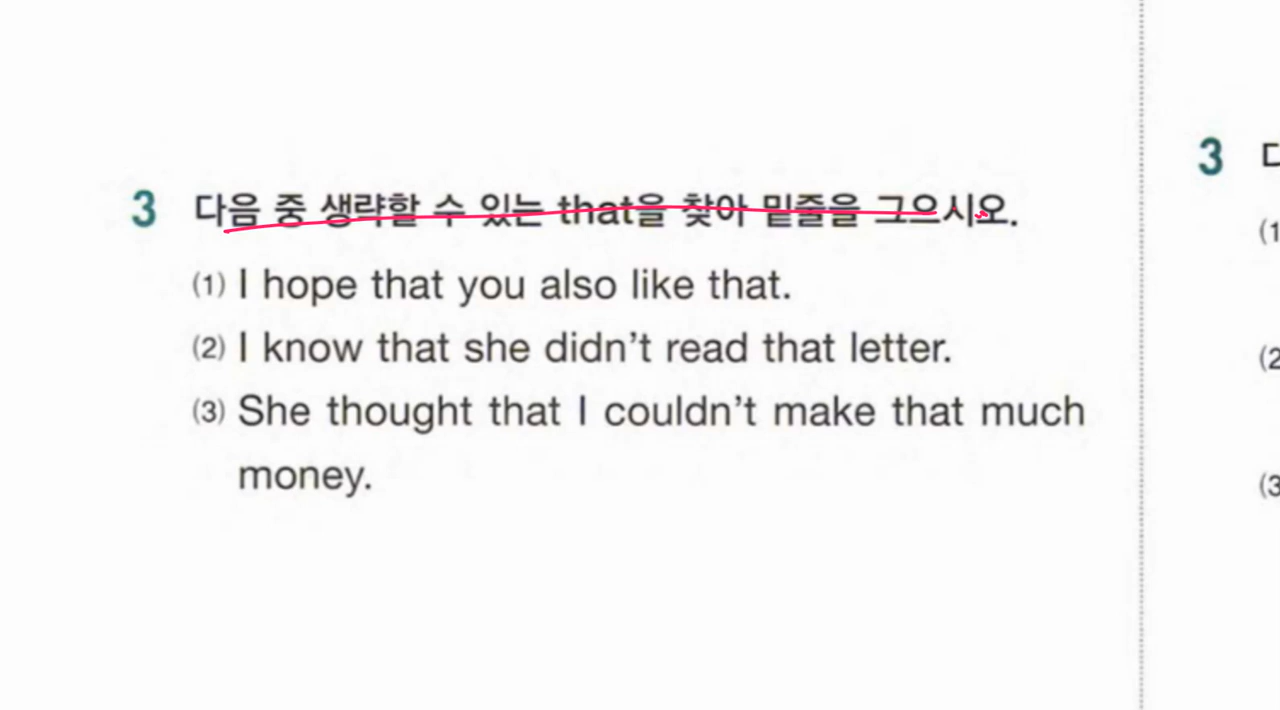 3 다음 중 생략할 수 있는 that을 찾아 밑줄을 그으시오.
(1) I hope that you also like that.
(2) I know that she didn't read that letter.
(3) She thought that I couldn't make that much
money.
3
(1
(2
(3